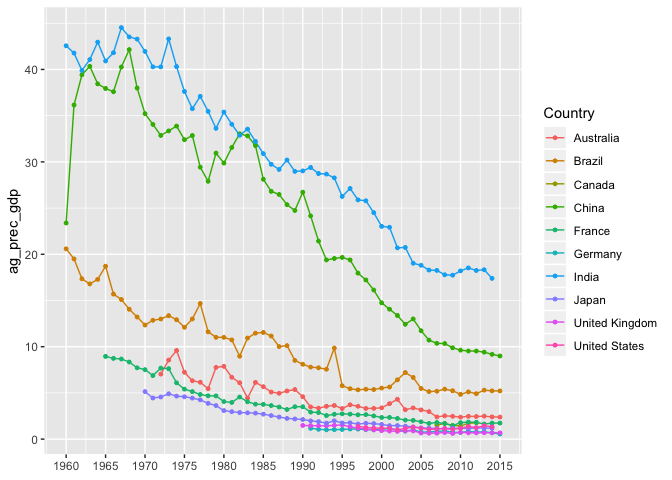 ag_prec_gdp
40
30
20
10
0
1960 1965 1970 1975 1980 1985 1990 1995 2000 2005 2010 2015
Country
Australia
Brazil
Canada
China
France
Germany
India
Japan
United Kingdom
United States